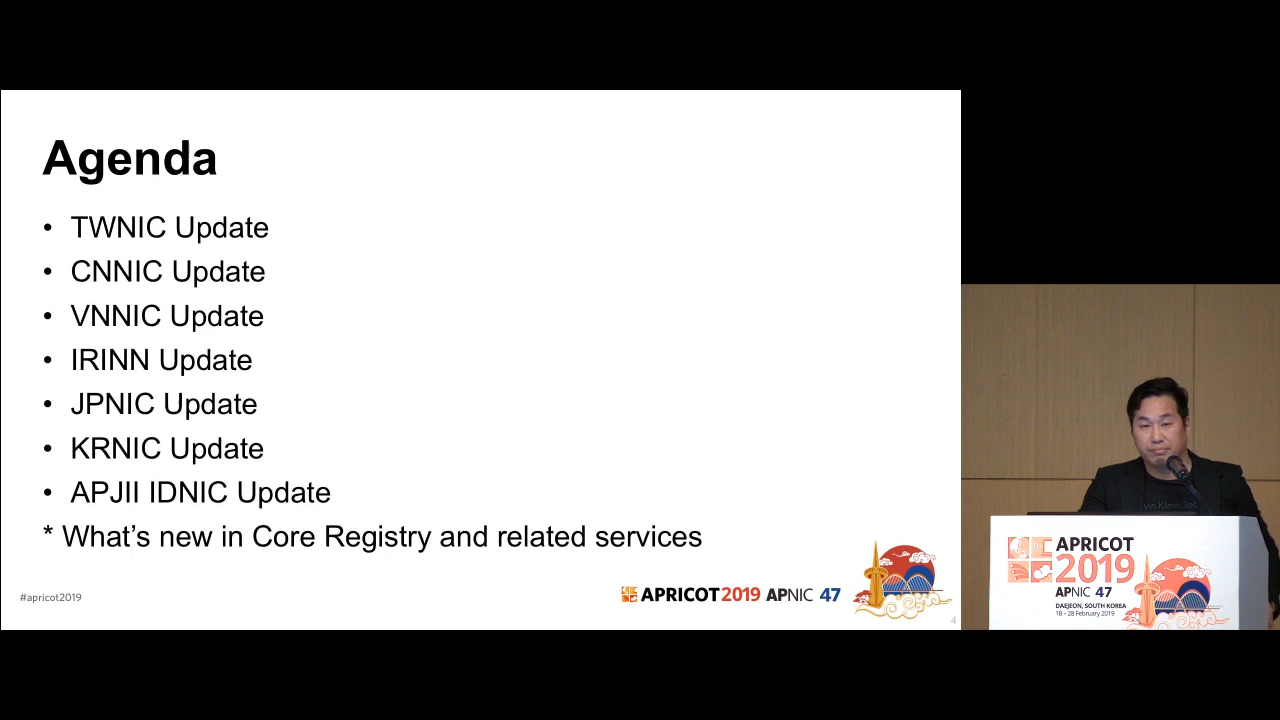 Agenda
• TWNIC Update
• CNNIC Update
• VNNIC Update
• IRINN Update
• JPNIC Update
• KRNIC Update
• APJII IDNIC Update
* What's new in Core Registry and related services
#apricot2019
APRICOT2019 APNIC 47
4
APRICOT
2019
APNIC 47
DAEJEON, SOUTH KOREA
18 - 28 February 2019